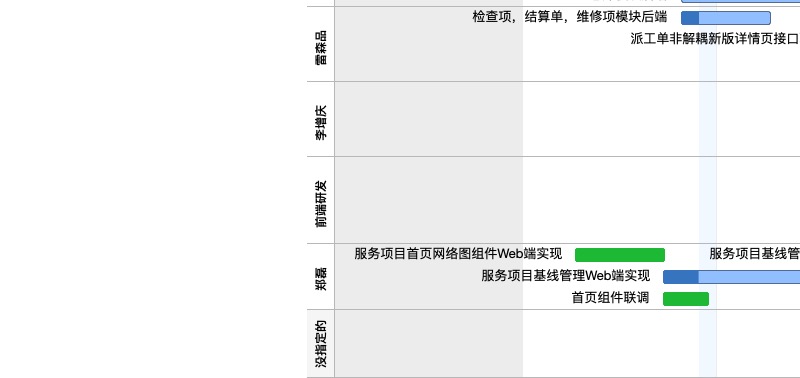 检查项，结算单，维修项模块后端
派工单非解耦新版详情页接口
雷森品
李增庆
前端研发
服务项目首页网络图组件Web端实现
服务项目基线管
服务项目基线管理Web端实现
首页组件联调
郑磊
没指定的